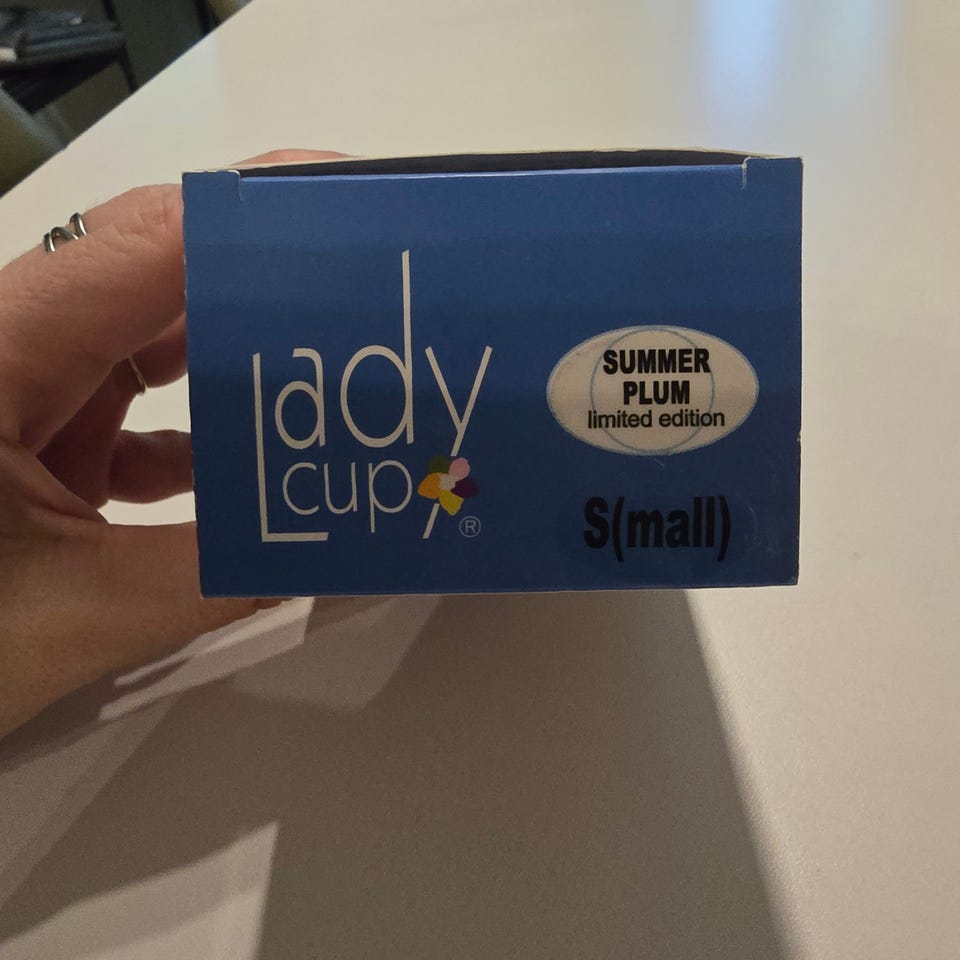 Lady
cup®
SUMMER
PLUM
limited edition
S(mall)